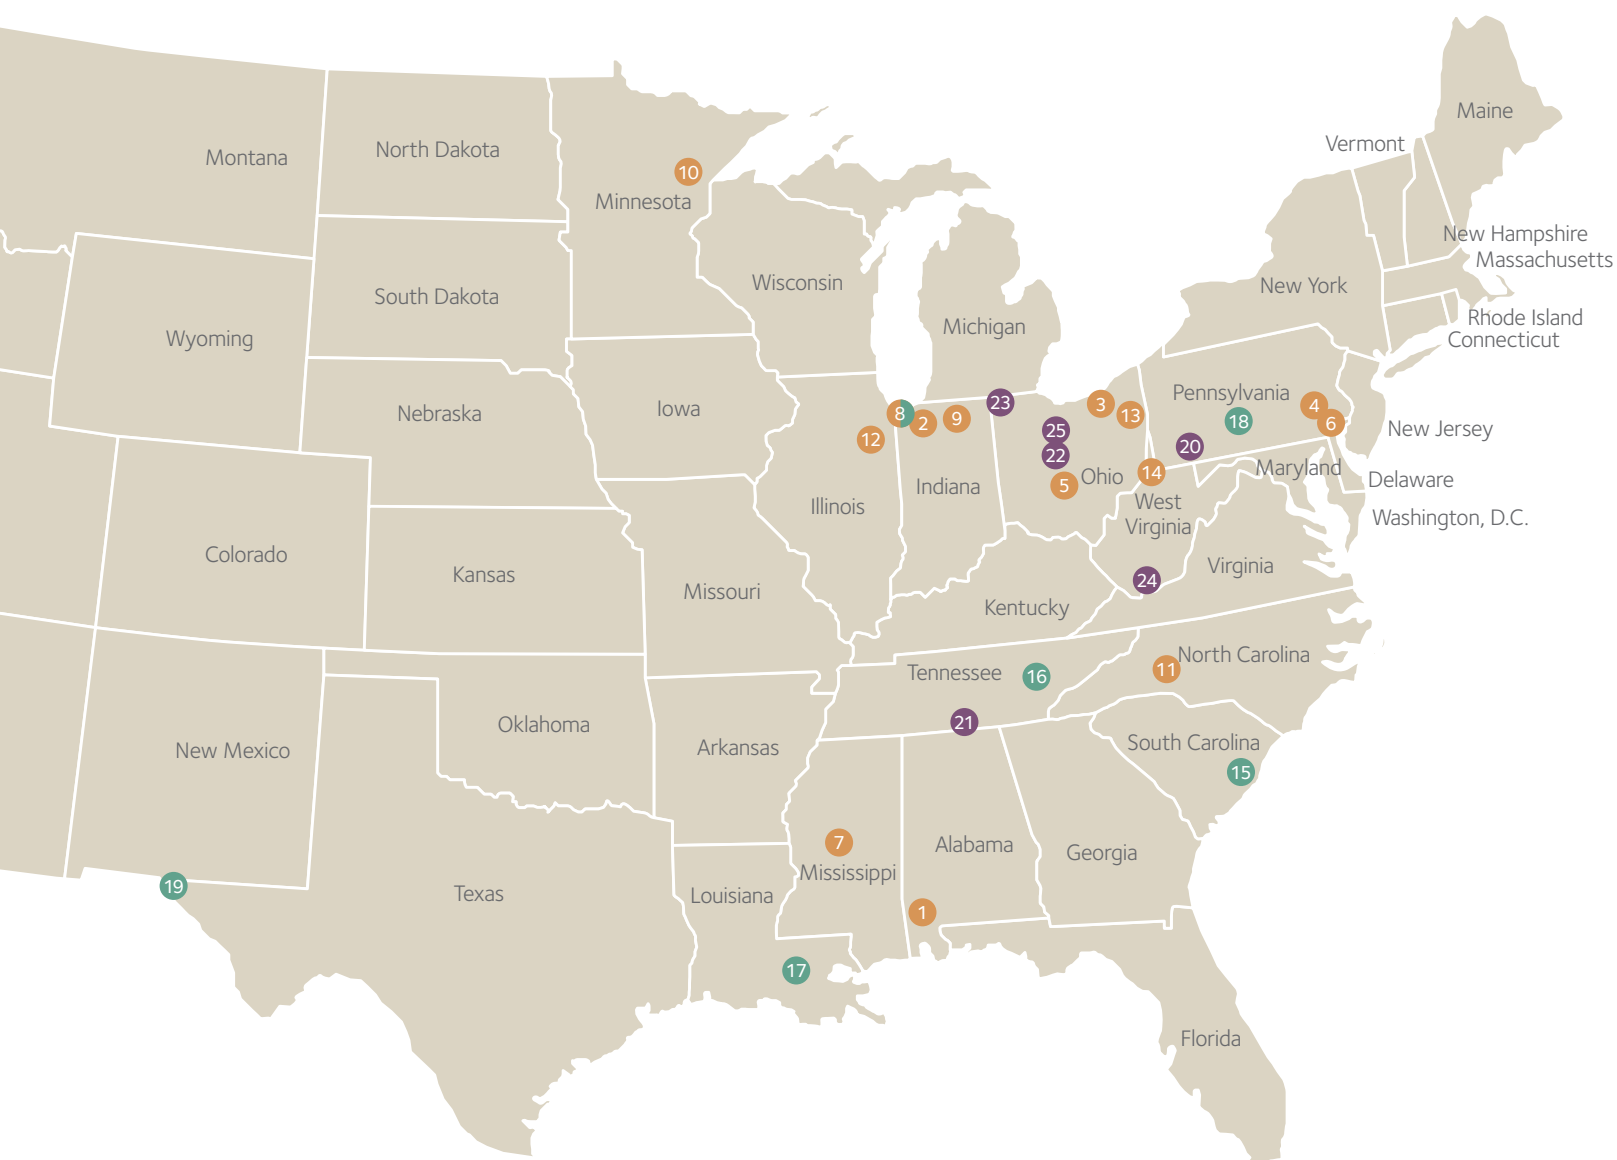 Maine
Vermont
North Dakota
Montana
10
Minnesota
New Hampshire
Massachusetts
Wisconsin
New York
South Dakota
Rhode Island
Michigan
Wyoming
Connecticut
Pennsylvania
23
3
4
Iowa
Nebraska
8
2
9
13
18
6
25
New Jersey
12
20
22
Maryland
14
Ohio
Delaware
5
Indiana
West
Virginia
Illinois
Washington, D.C.
Colorado
Virginia
Kansas
24
Missouri
Kentucky
North Carolina
11
Tennessee
16
21
Oklahoma
South Carolina
Arkansas
New Mexico
15
7
Alabama
Georgia
Mississippi
19
Texas
Louisiana
1
17
Florida